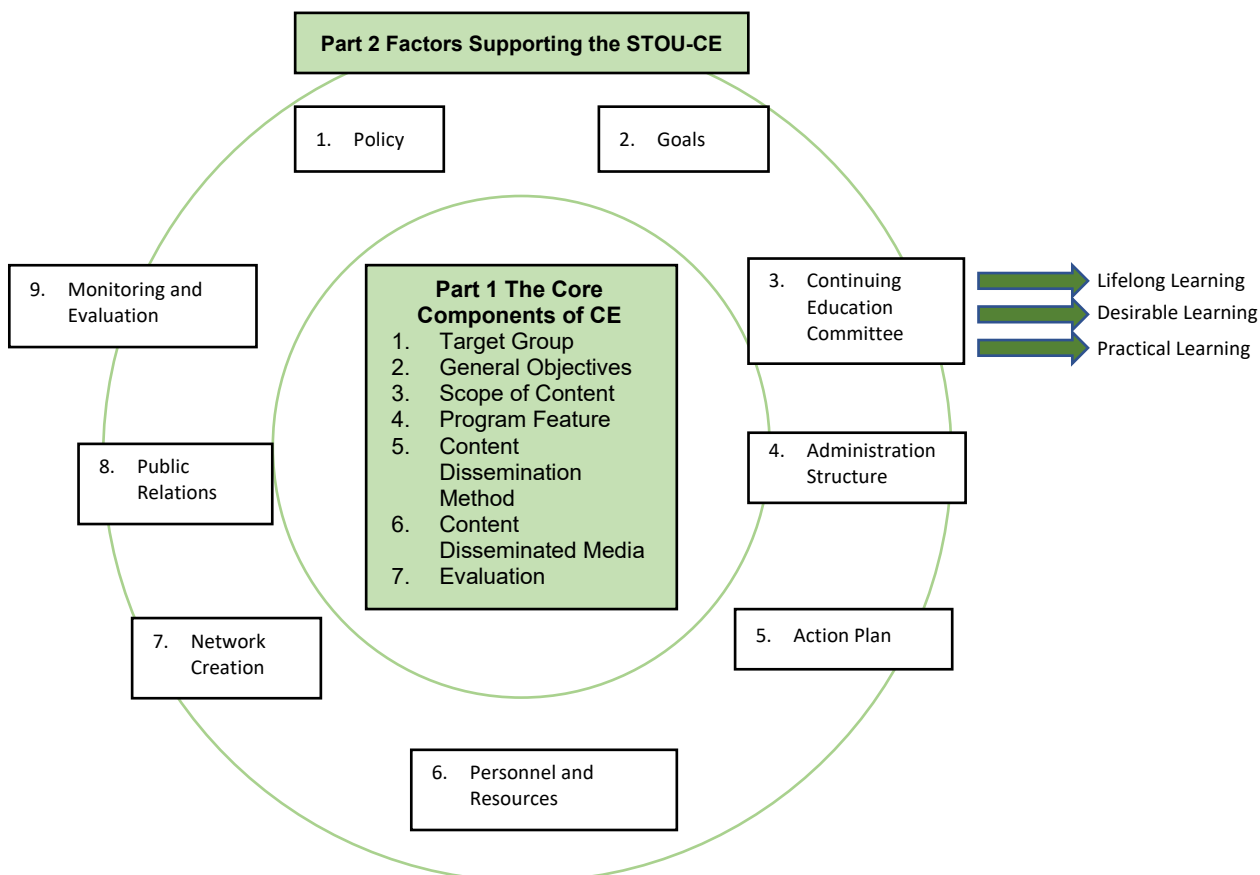 Part 2 Factors Supporting the STOU-CE
1. Policy
2. Goals
3. Continuing
Education
Committee
Lifelong Learning
Desirable Learning
Practical Learning
4. Administration
Structure
5. Action Plan
6. Personnel and
Resources
7. Network
Creation
8. Public
Relations
9. Monitoring and
Evaluation
Part 1 The Core
Components of CE
1. Target Group
2. General Objectives
3. Scope of Content
4. Program Feature
5. Content
Dissemination
Method
6. Content
Disseminated Media
7. Evaluation